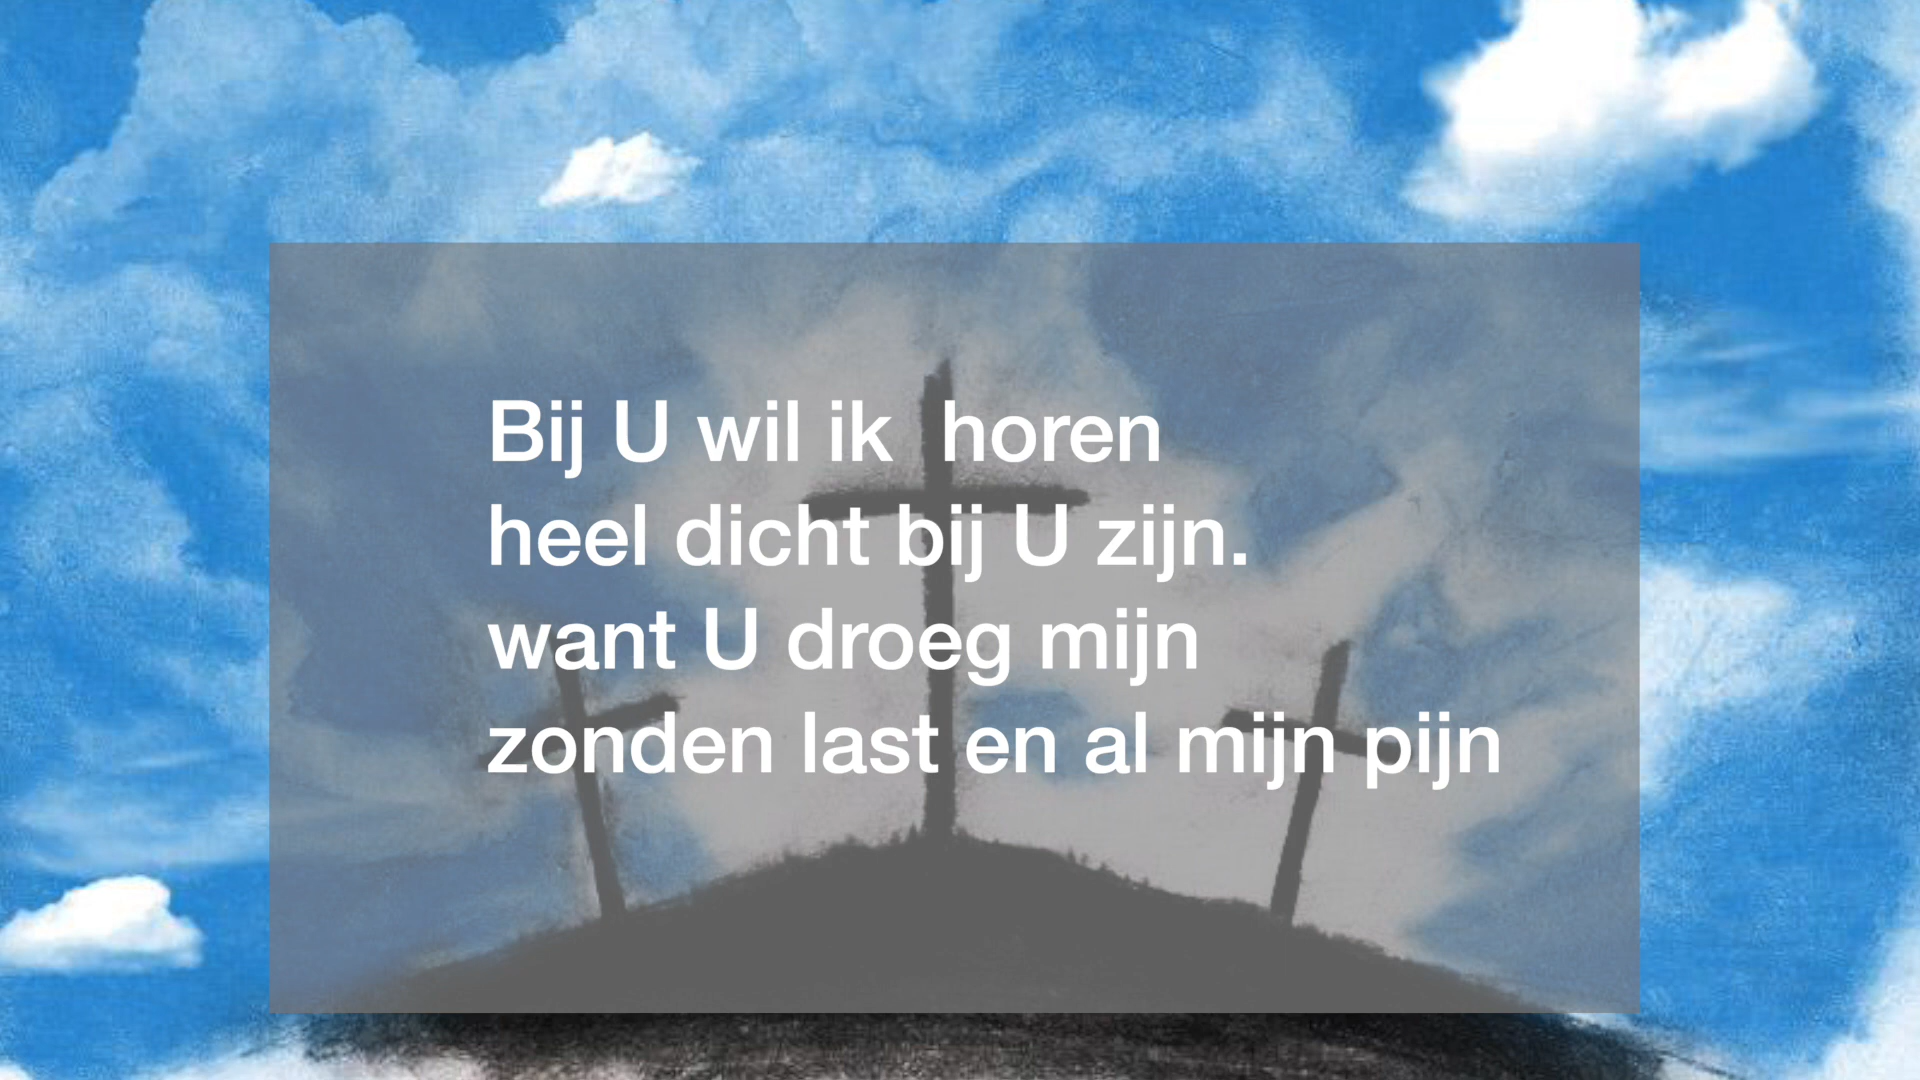 Bij U wil ik  horen
heel dicht bij U zijn.
want U droeg mijn
zonden last en al mijn pijn